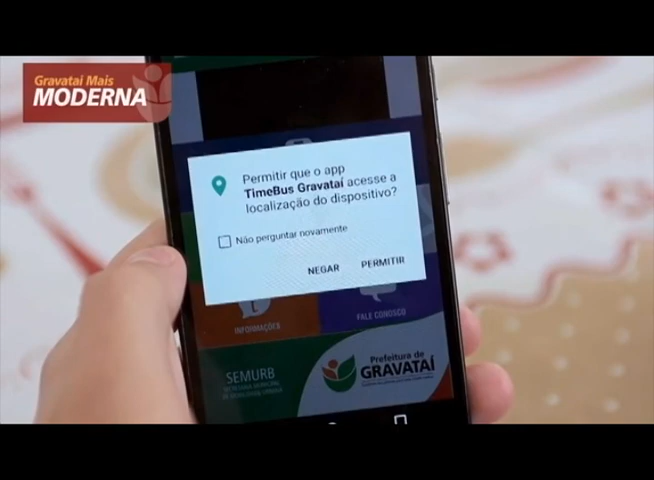 Gravataí Mais
MODERNA
Permitir que o app
TimeBus Gravataí acesse a
localização do dispositivo?
Não perguntar novamente
NEGAR PERMITIR
INFORMAÇÕES
FALE CONOSCO
SEMURB
Prefeitura de
GRAVATAÍ